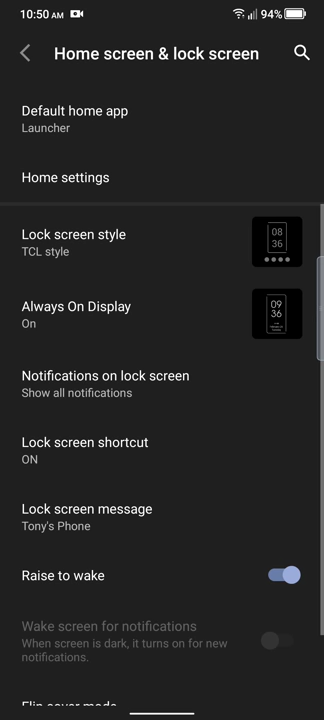 10:50 AM 94%
Home screen & lock screen
Default home app
Launcher
Home settings
Lock screen style
TCL style
08
36
Always On Display
On
09
36
Notifications on lock screen
Show all notifications
Lock screen shortcut
ON
Lock screen message
Tony's Phone
Raise to wake
Wake screen for notifications
When screen is dark, it turns on for new
notifications.
Flip cover mode